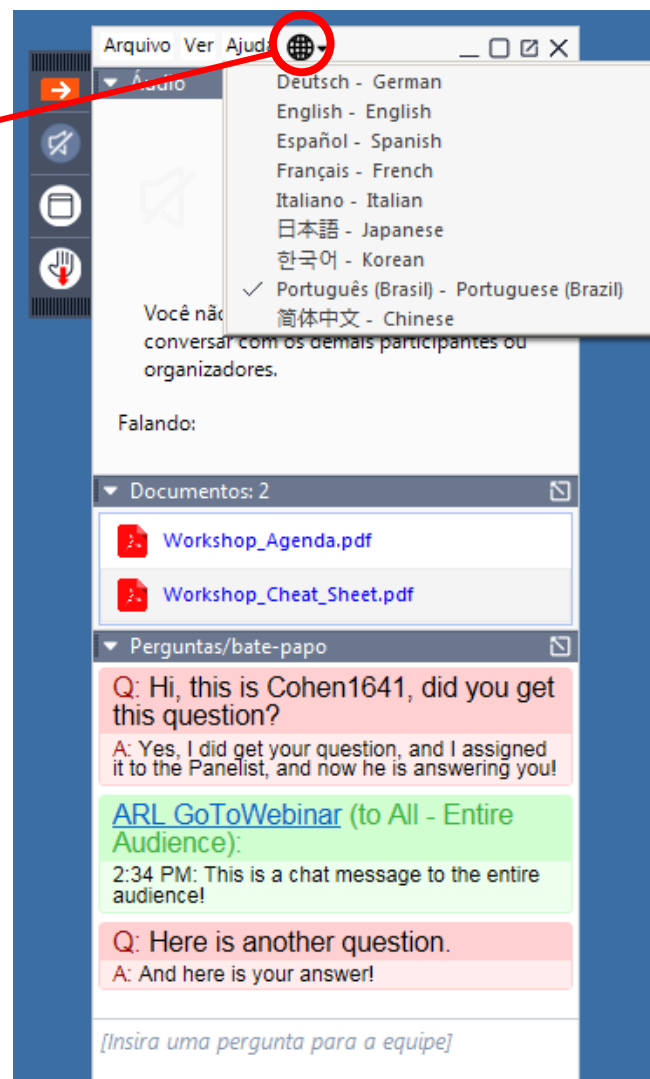 Arquivo Ver Ajuda
Áudio
Deutsch - German
English - English
Español - Spanish
Français - French
Italiano - Italian
日本語 - Japanese
한국어 - Korean
Português (Brasil) - Portuguese (Brazil)
简体中文 - Chinese
Você
conversar com os demais participantes ou
organizadores.
Falando:
Documentos: 2
Workshop_Agenda.pdf
Workshop_Cheat_Sheet.pdf
Perguntas/bate-papo
Q: Hi, this is Cohen1641, did you get
this question?
A: Yes, I did get your question, and I assigned
it to the Panelist, and now he is answering you!
ARL GoToWebinar (to All - Entire
Audience):
2:34 PM: This is a chat message to the entire
audience!
Q: Here is another question.
A: And here is your answer!
[Insira uma pergunta para a equipe]